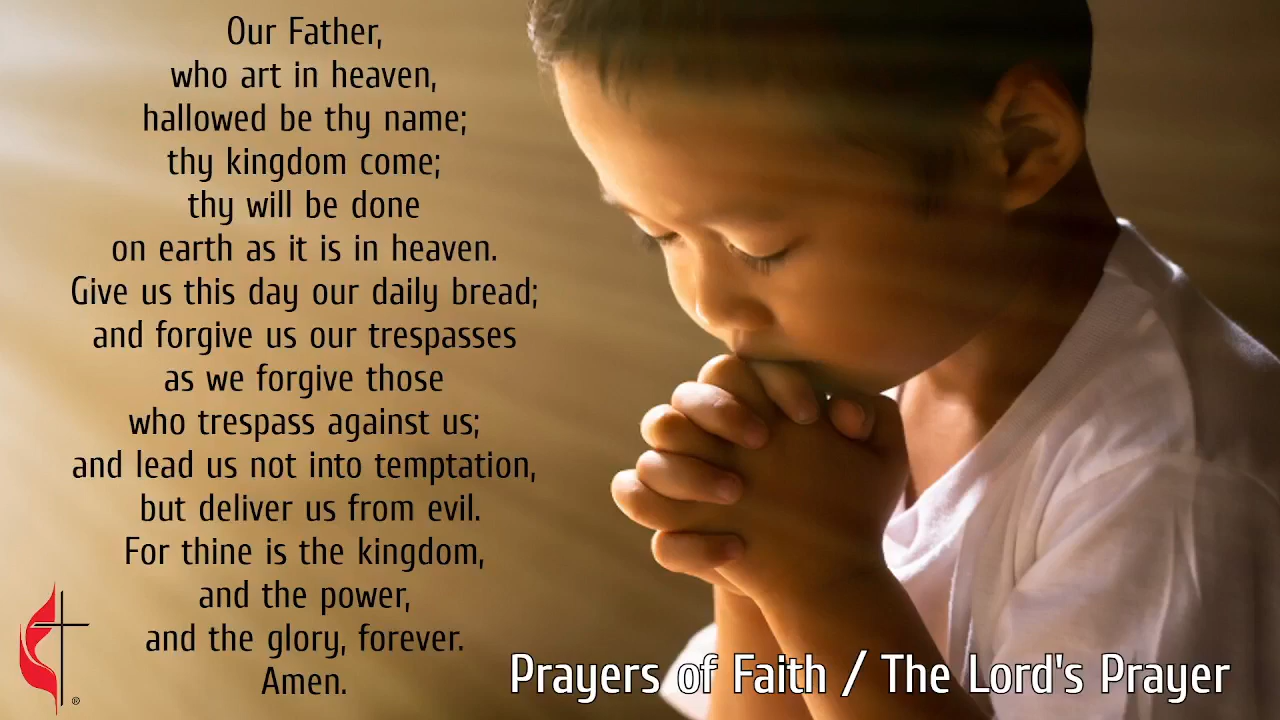 Our Father,
who art in heaven,
hallowed be thy name;
thy kingdom come;
thy will be done
on earth as it is in heaven.
Give us this day our daily bread;
and forgive us our trespasses
as we forgive those
who trespass against us;
and lead us not into temptation,
but deliver us from evil.
For thine is the kingdom,
and the power,
and the glory, forever.
Amen.
®
Prayers of Faith / The Lord's Prayer